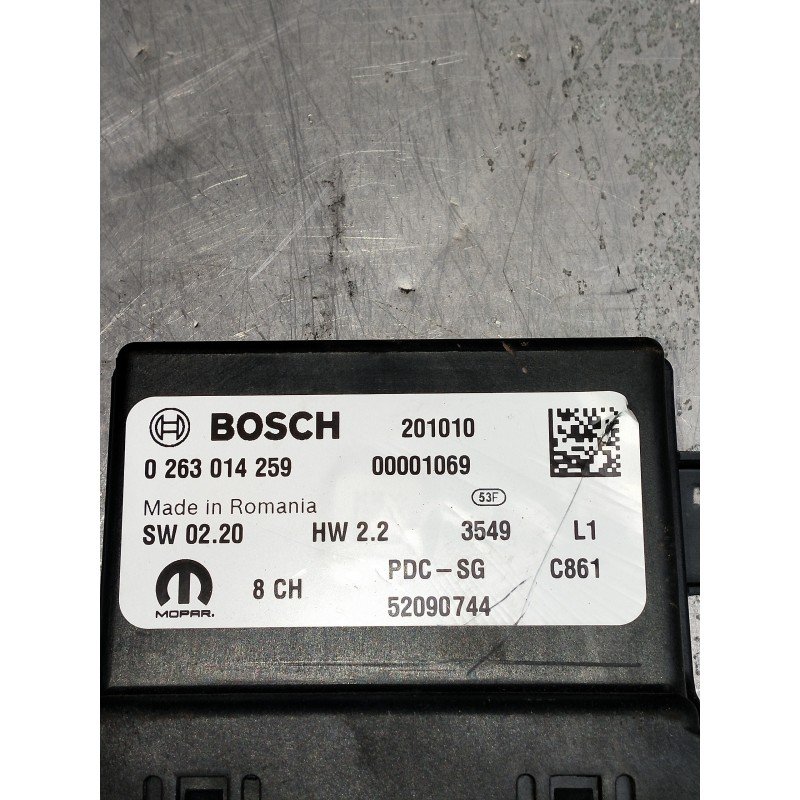 BOSCH 201010
0 263 014 259 00001069
Made in Romania 53F
SW 02.20 HW 2.2 3549 L1
8 CH PDC-SG C861
MOPAR. 52090744